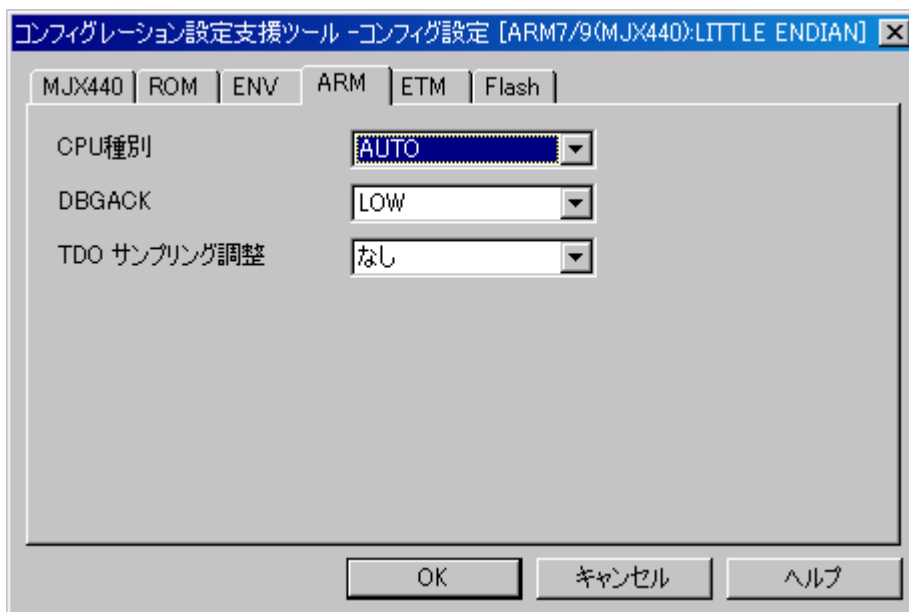 コンフィグレーション設定支援ツール -コンフィグ設定 [ARM7/9(MJX440):LITTLE ENDIAN]
MJX440 ROM ENV ARM ETM Flash
CPU種別 AUTO
DBGACK LOW
TDO サンプリング調整 なし
OK キャンセル ヘルプ